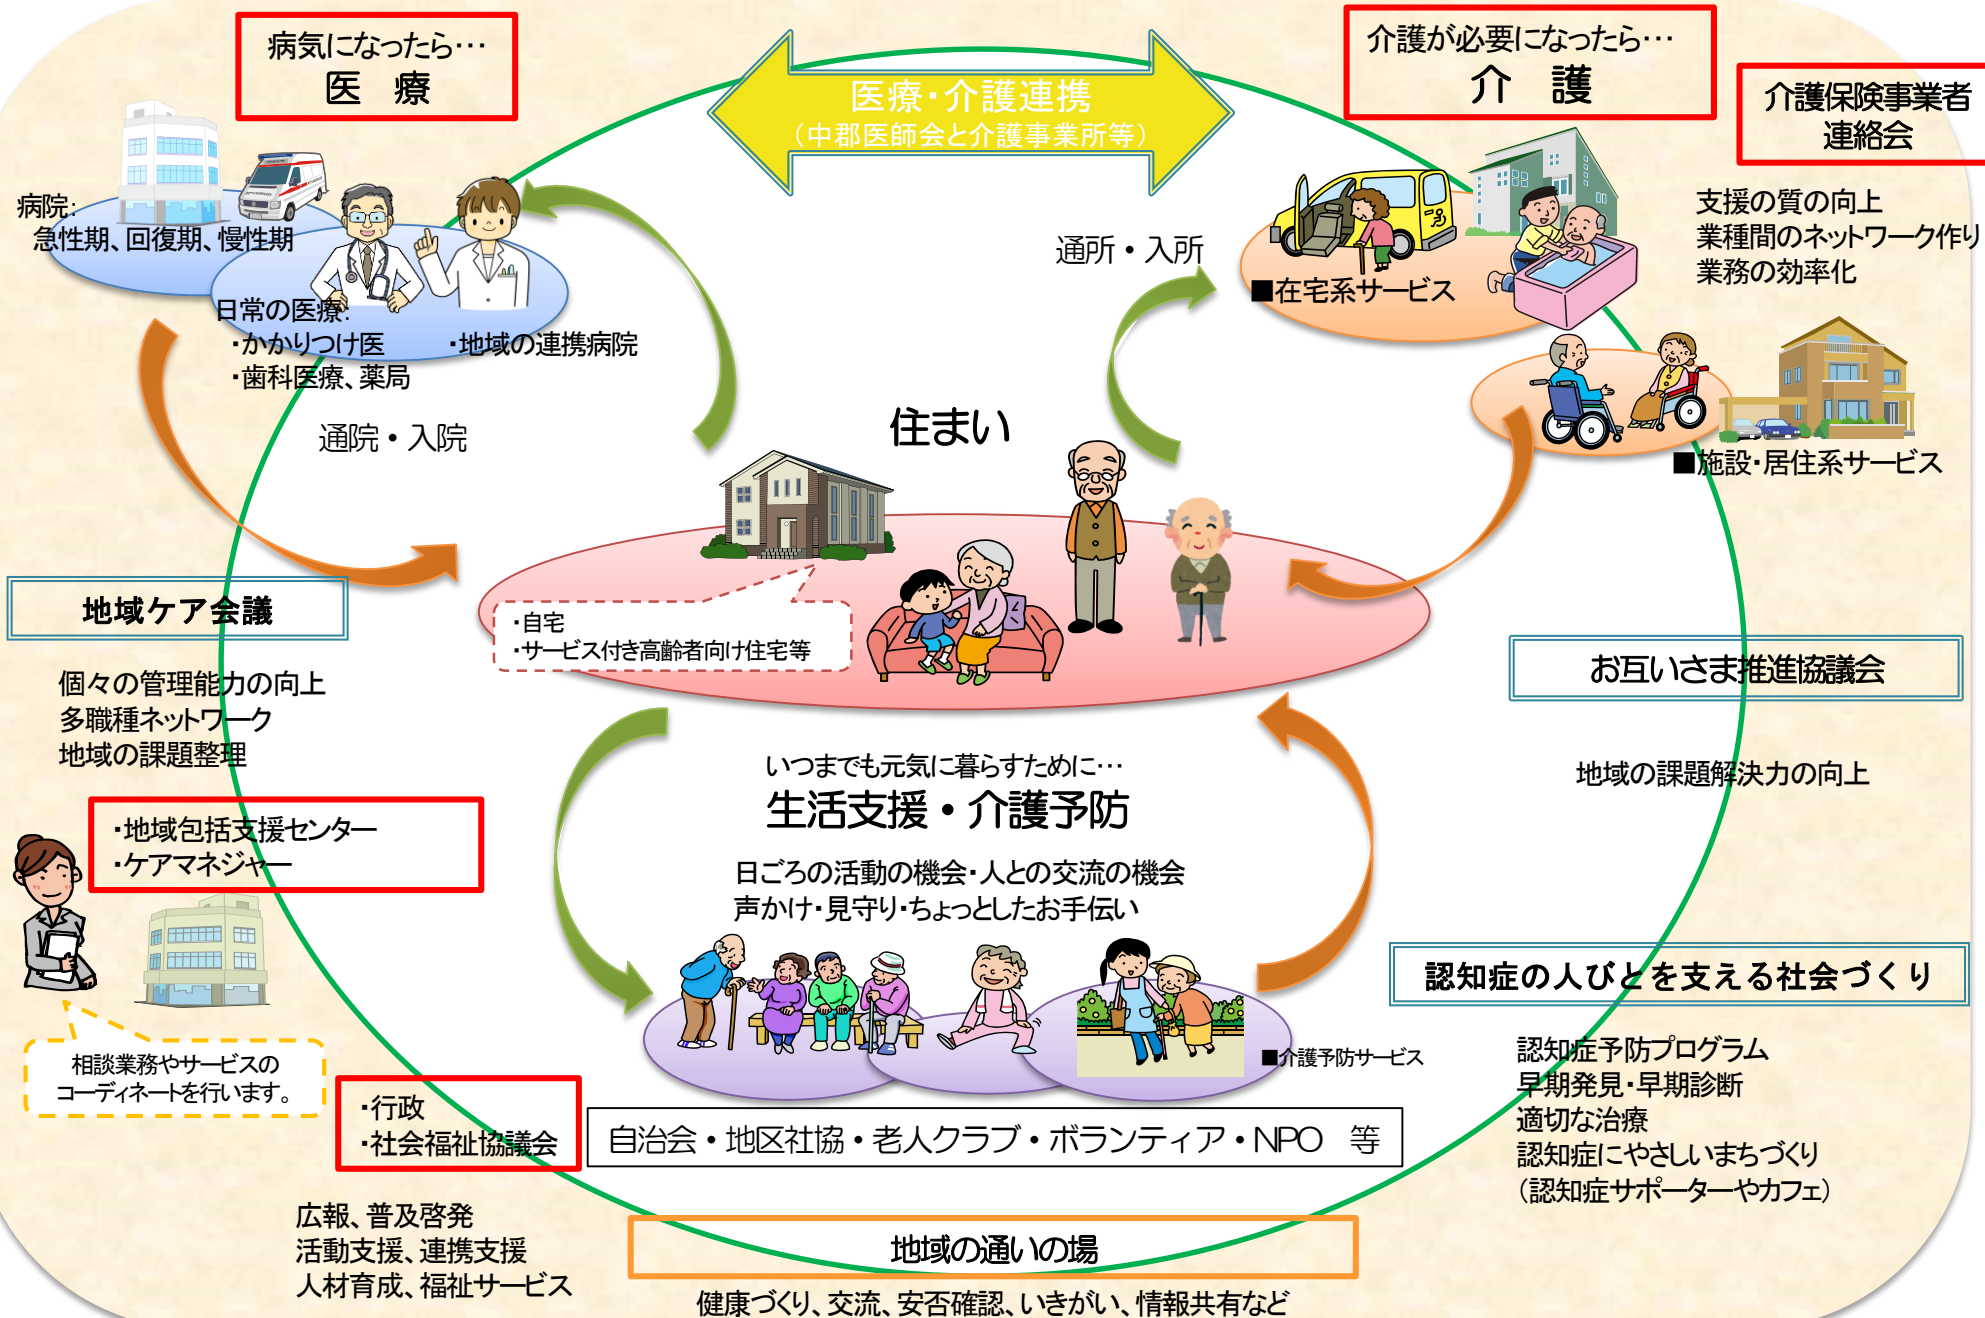 病気になったら…
医　療
医療・介護連携
（中郡医師会と介護事業所等）
介護が必要になったら…
介　護
介護保険事業者
連絡会
支援の質の向上
業種間のネットワーク作り
業務の効率化
病院：
急性期、回復期、慢性期
日常の医療：
・かかりつけ医　　・地域の連携病院
・歯科医療、薬局
通院・入院
通所・入所
■在宅系サービス
■施設・居住系サービス
住まい
・自宅
・サービス付き高齢者向け住宅等
地域ケア会議
個々の管理能力の向上
多職種ネットワーク
地域の課題整理
お互いさま推進協議会
地域の課題解決力の向上
いつまでも元気に暮らすために…
生活支援・介護予防
日ごろの活動の機会・人との交流の機会
声かけ・見守り・ちょっとしたお手伝い
・地域包括支援センター
・ケアマネジャー
相談業務やサービスの
コーディネートを行います。
■介護予防サービス
認知症の人びとを支える社会づくり
認知症予防プログラム
早期発見・早期診断
適切な治療
認知症にやさしいまちづくり
（認知症サポーターやカフェ）
・行政
・社会福祉協議会
自治会・地区社協・老人クラブ・ボランティア・NPO　等
広報、普及啓発
活動支援、連携支援
人材育成、福祉サービス
地域の通いの場
健康づくり、交流、安否確認、いきがい、情報共有など